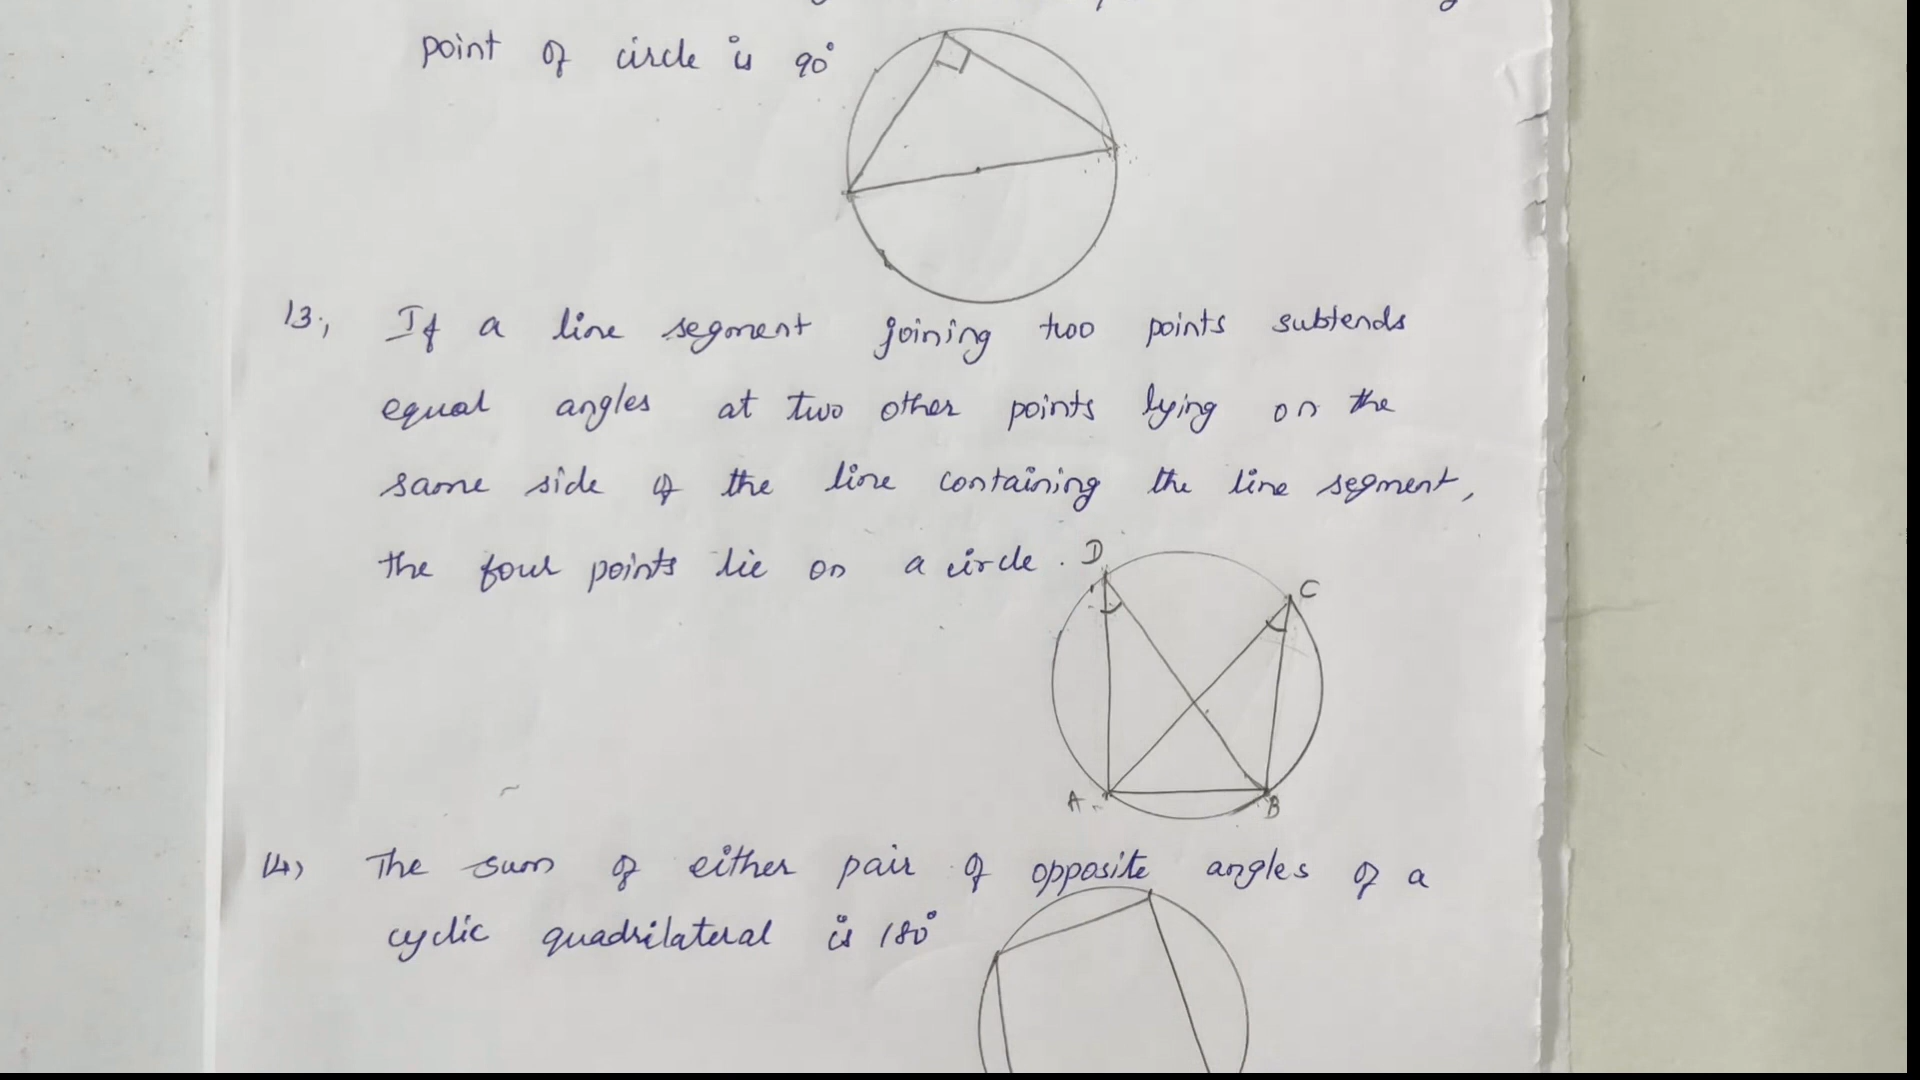 point of circle is 90°
13., If a line segment joining two points subtends
equal angles at two other points lying on the
same side of the line containing the line segment,
the four points lie on a circle.
D
C
A
B
14) The sum of either pair of opposite angles of a
cyclic quadrilateral is 180°